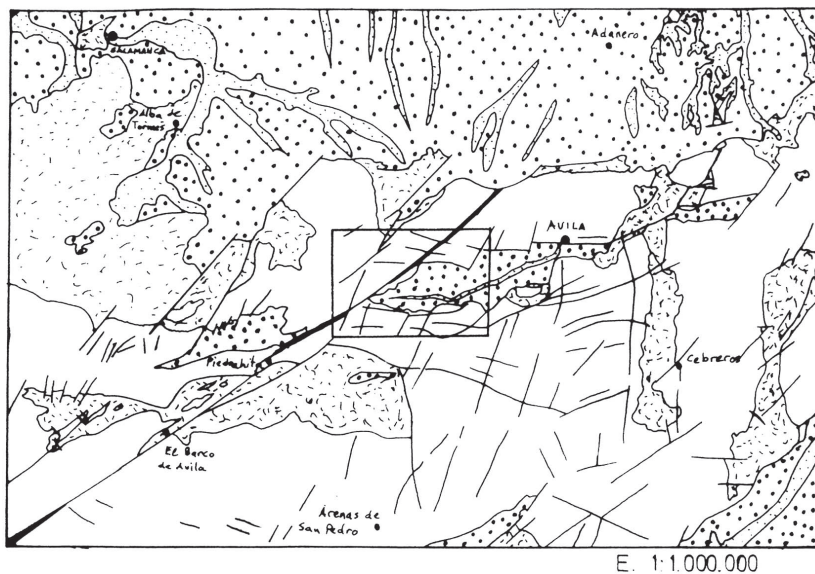 SALAMANCA
Adanero
Alba de
Tormes
AVILA
Piedrahita
Cebreros
El Barco
de Avila
Arenas de
San Pedro
E. 1:1.000.000